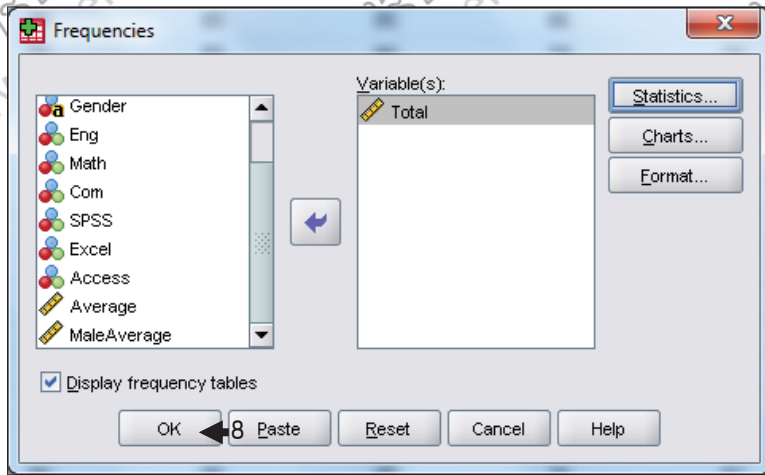 Frequencies
Gender
Eng
Math
Com
SPSS
Excel
Access
Average
MaleAverage
Variable(s):
Total
Statistics...
Charts...
Format...
Display frequency tables
OK 8 Paste Reset Cancel Help